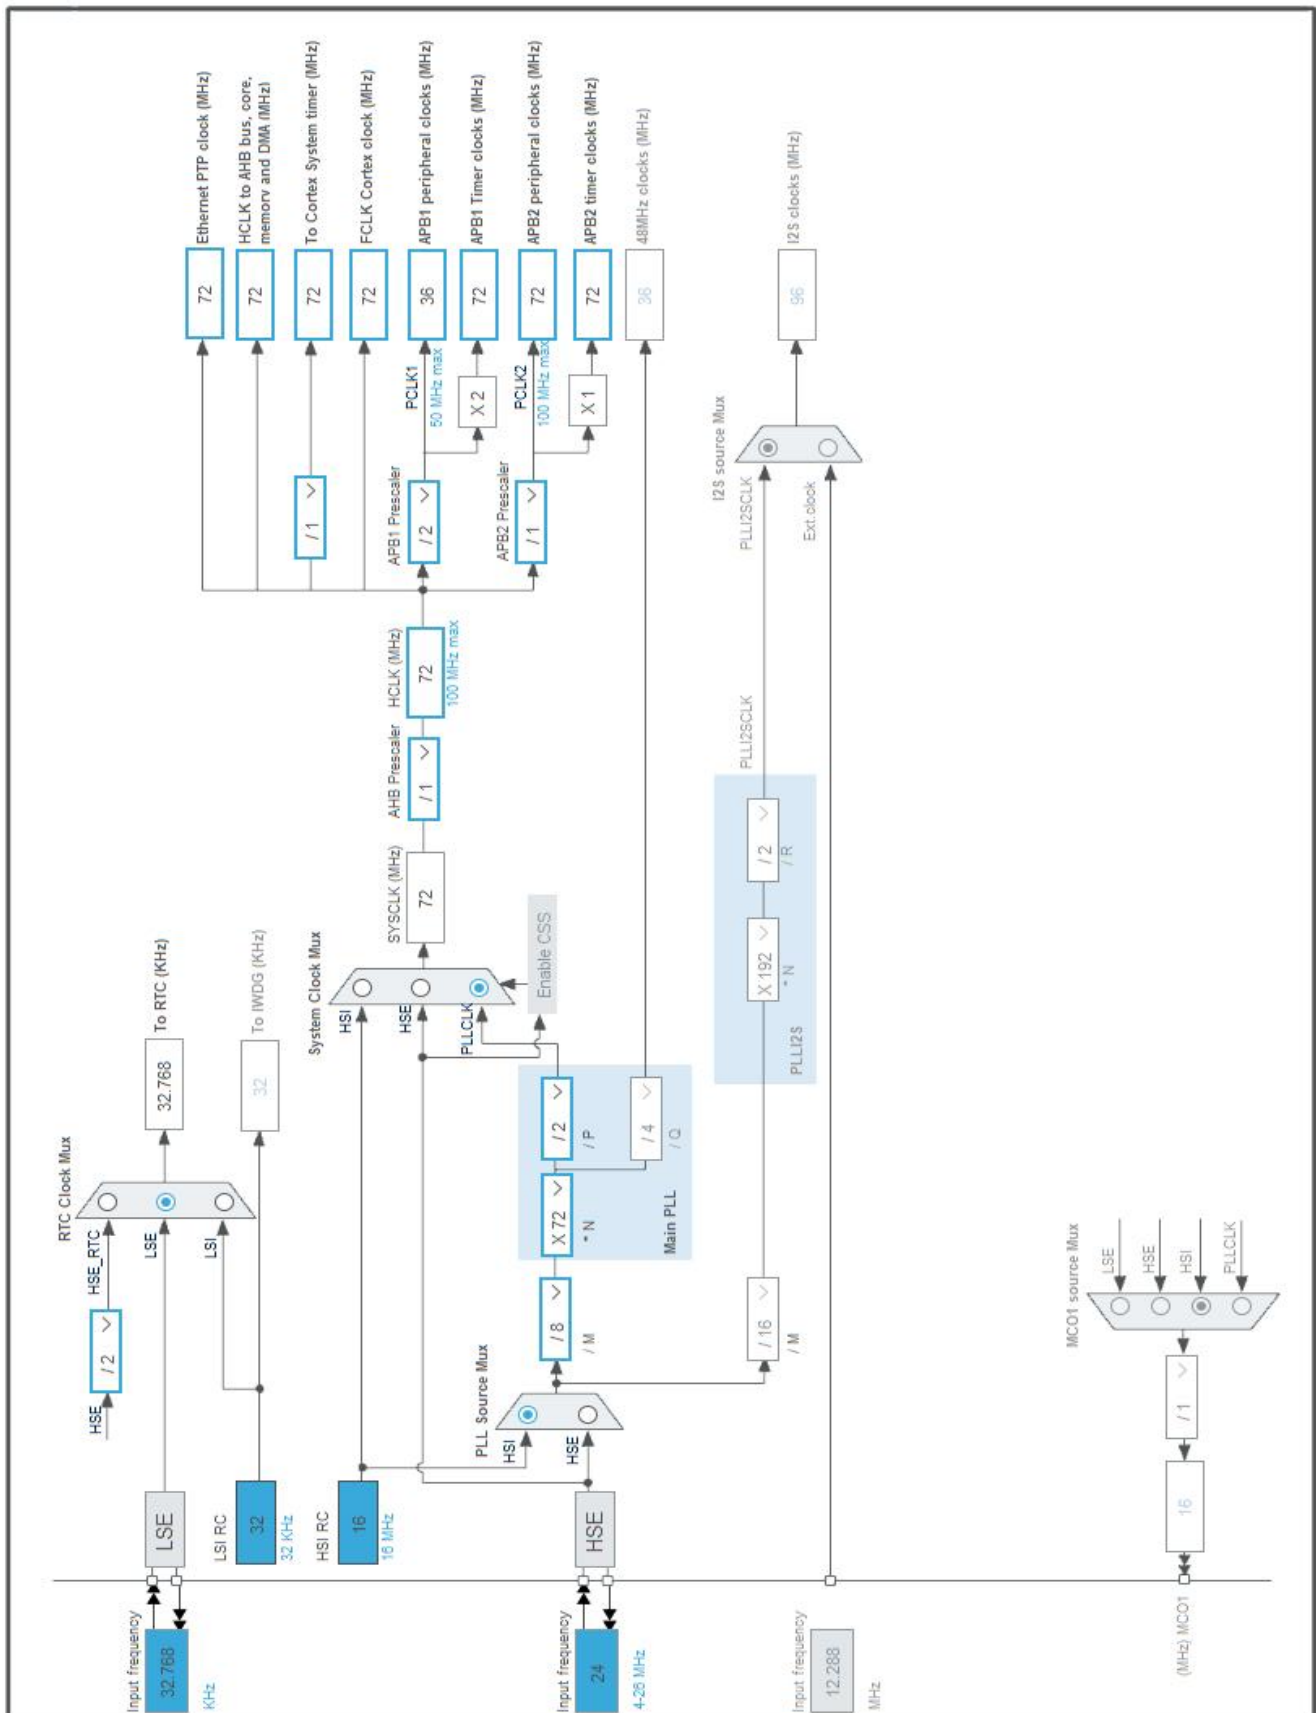 Input frequency
32.768
KHz
LSE
HSE
/ 2
HSE_RTC
LSE
LSI
RTC Clock Mux
32.768
To RTC (KHz)
LSI RC
32
32 KHz
32
To IWDG (KHz)
HSI RC
16
16 MHz
System Clock Mux
HSI
HSE
PLLCLK
Enable CSS
SYSCLK (MHz)
72
AHB Prescaler
/ 1
HCLK (MHz)
72
100 MHz max
72
Ethernet PTP clock (MHz)
72
HCLK to AHB bus, core,
memory and DMA (MHz)
/ 1
72
To Cortex System timer (MHz)
72
FCLK Cortex clock (MHz)
APB1 Prescaler
/ 2
PCLK1
50 MHz max
36
APB1 peripheral clocks (MHz)
X 2
72
APB1 Timer clocks (MHz)
APB2 Prescaler
/ 1
PCLK2
100 MHz max
72
APB2 peripheral clocks (MHz)
X 1
72
APB2 timer clocks (MHz)
36
48MHz clocks (MHz)
Input frequency
24
4-26 MHz
HSE
PLL Source Mux
HSI
HSE
/ 8
/ M
X 72
* N
/ 2
/ P
/ 4
/ Q
Main PLL
/ 16
/ M
X 192
* N
/ 2
/ R
PLLI2S
PLLI2SCLK
PLLI2SCLK
I2S source Mux
Ext.clock
96
I2S clocks (MHz)
Input frequency
12.288
MHz
(MHz) MCO1
16
/ 1
MCO1 source Mux
LSE
HSE
HSI
PLLCLK